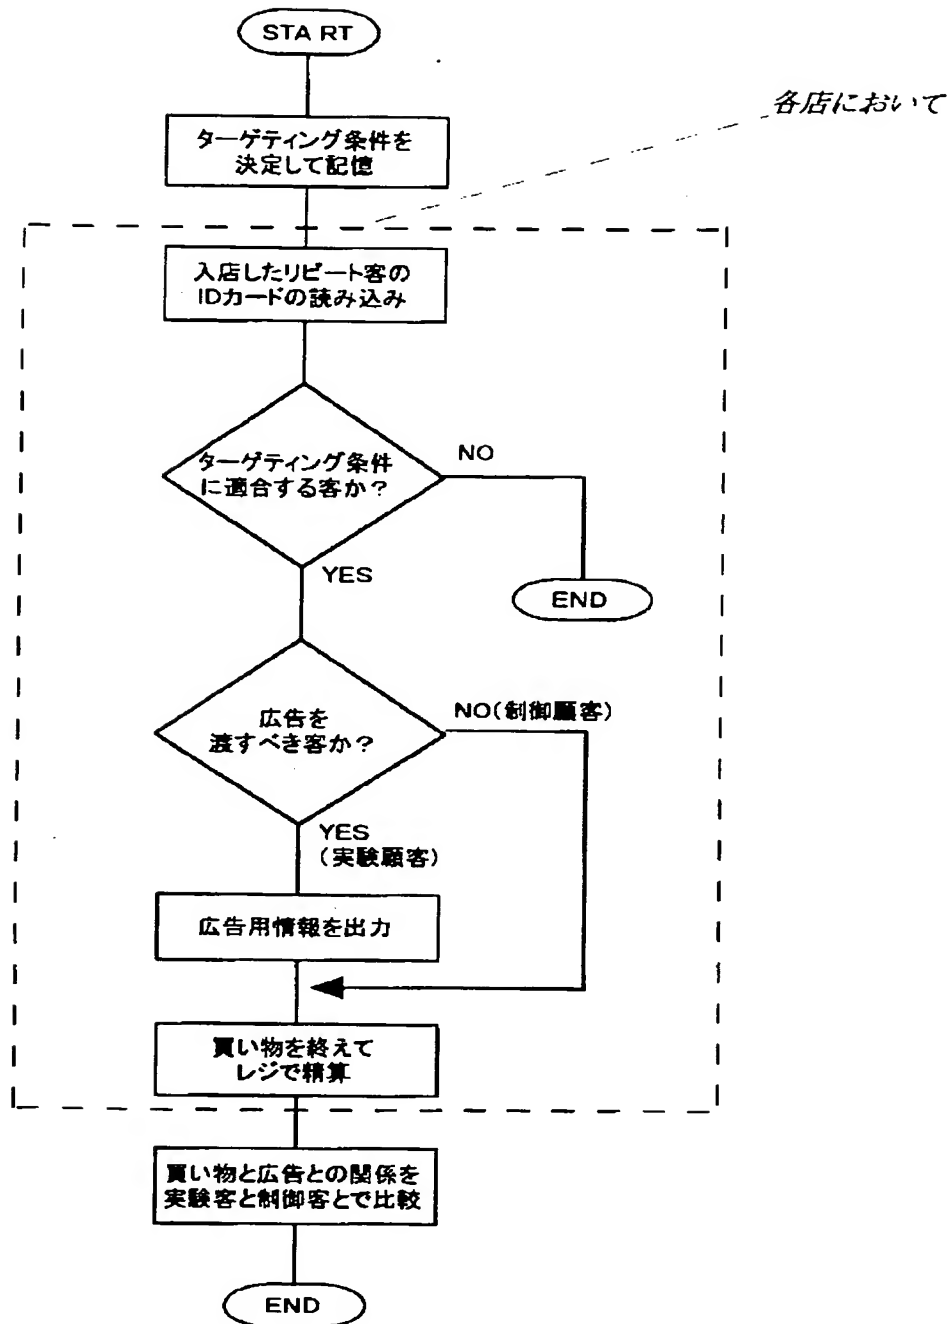 STA RT
各店において
ターゲティング条件を
決定して記憶
入店したリピート客の
IDカードの読み込み
ターゲティング条件
に適合する客か?
NO
YES
END
広告を
渡すべき客か?
NO(制御顧客)
YES
(実験顧客)
広告用情報を出力
買い物を終えて
レジで精算
買い物と広告との関係を
実験客と制御客とで比較
END